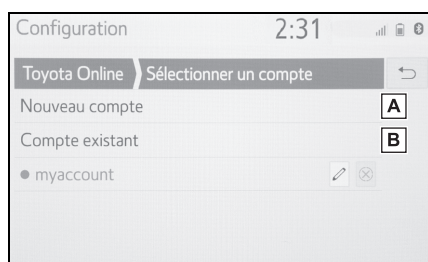 Configuration 2:31
Toyota Online Sélectionner un compte
Nouveau compte A
Compte existant B
• myaccount